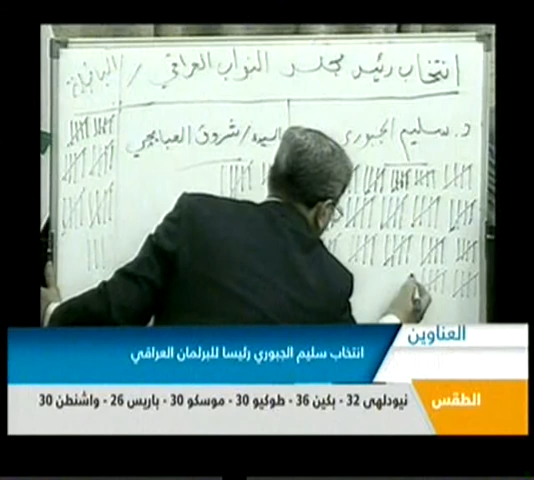 انتخاب رئيس مجلس النواب العراقي /
د. سليم الجبوري
السيدة/شروق العبايجي
العناوين
انتخاب سليم الجبوري رئيسا للبرلمان العراقي
الطقس
نيودلهي 32 - بكين 36 - طوكيو 30 - موسكو 30 - باريس 26 - واشنطن 30